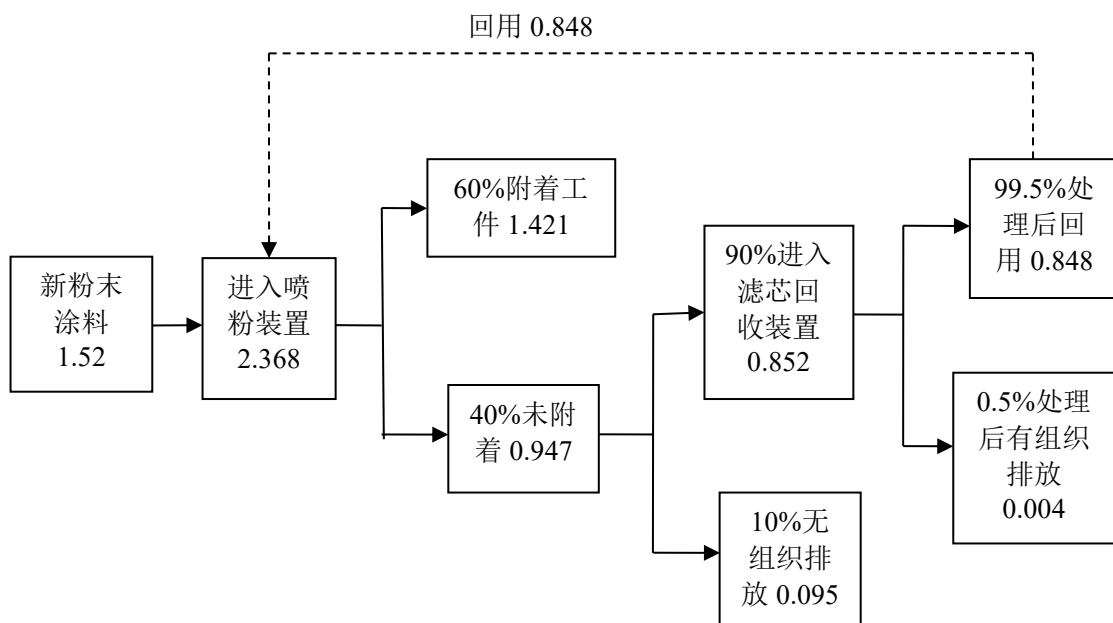 回用 0.848
新粉末
涂料
1.52
进入喷
粉装置
2.368
60%附着工
件 1.421
40%未附
着 0.947
90%进入
滤芯回
收装置
0.852
10%无
组织排
放 0.095
99.5%处
理后回
用 0.848
0.5%处理
后有组织
排放
0.004